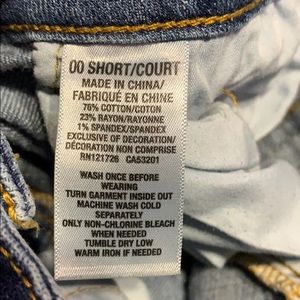 00 SHORT/COURT
MADE IN CHINA/
FABRIQUÉ EN CHINE
76% COTTON/COTON
23% RAYON/RAYONNE
1% SPANDEX/SPANDEX
EXCLUSIVE OF DECORATION/
DÉCORATION NON COMPRISE
RN121726 CA53201
WASH ONCE BEFORE
WEARING
TURN GARMENT INSIDE OUT
MACHINE WASH COLD
SEPARATELY
ONLY NON-CHLORINE BLEACH
WHEN NEEDED
TUMBLE DRY LOW
WARM IRON IF NEEDED